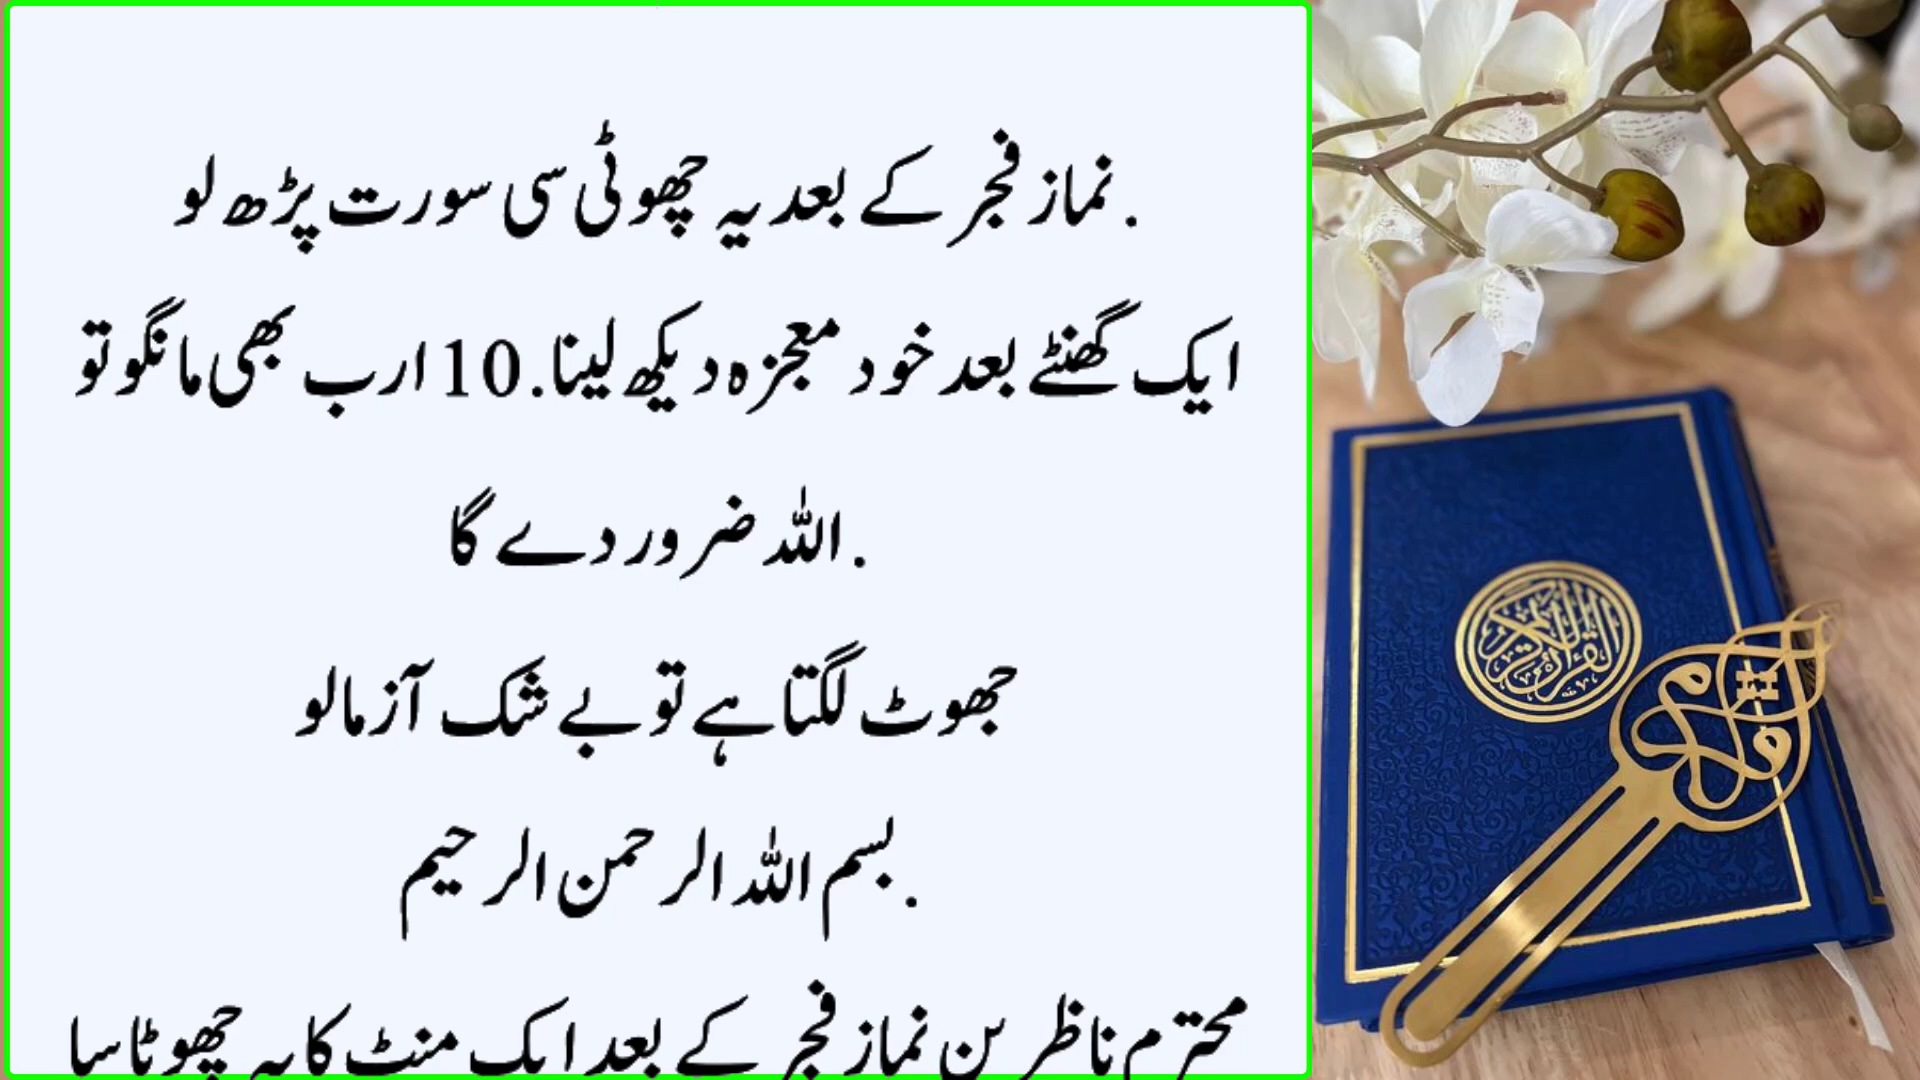 .نماز فجر کے بعد یہ چھوٹی سی سورت پڑھ لو
ایک گھنٹے بعد خود معجزہ دیکھ لینا.10 ارب بھی مانگو تو
.اللہ ضرور دے گا
جھوٹ لگتا ہے تو بے شک آزما لو
.بسم اللہ الرحمن الرحیم
محترم ناظرین نماز فجر کے بعد ایک منٹ کا یہ چھوٹا سا
القرآن الكريم